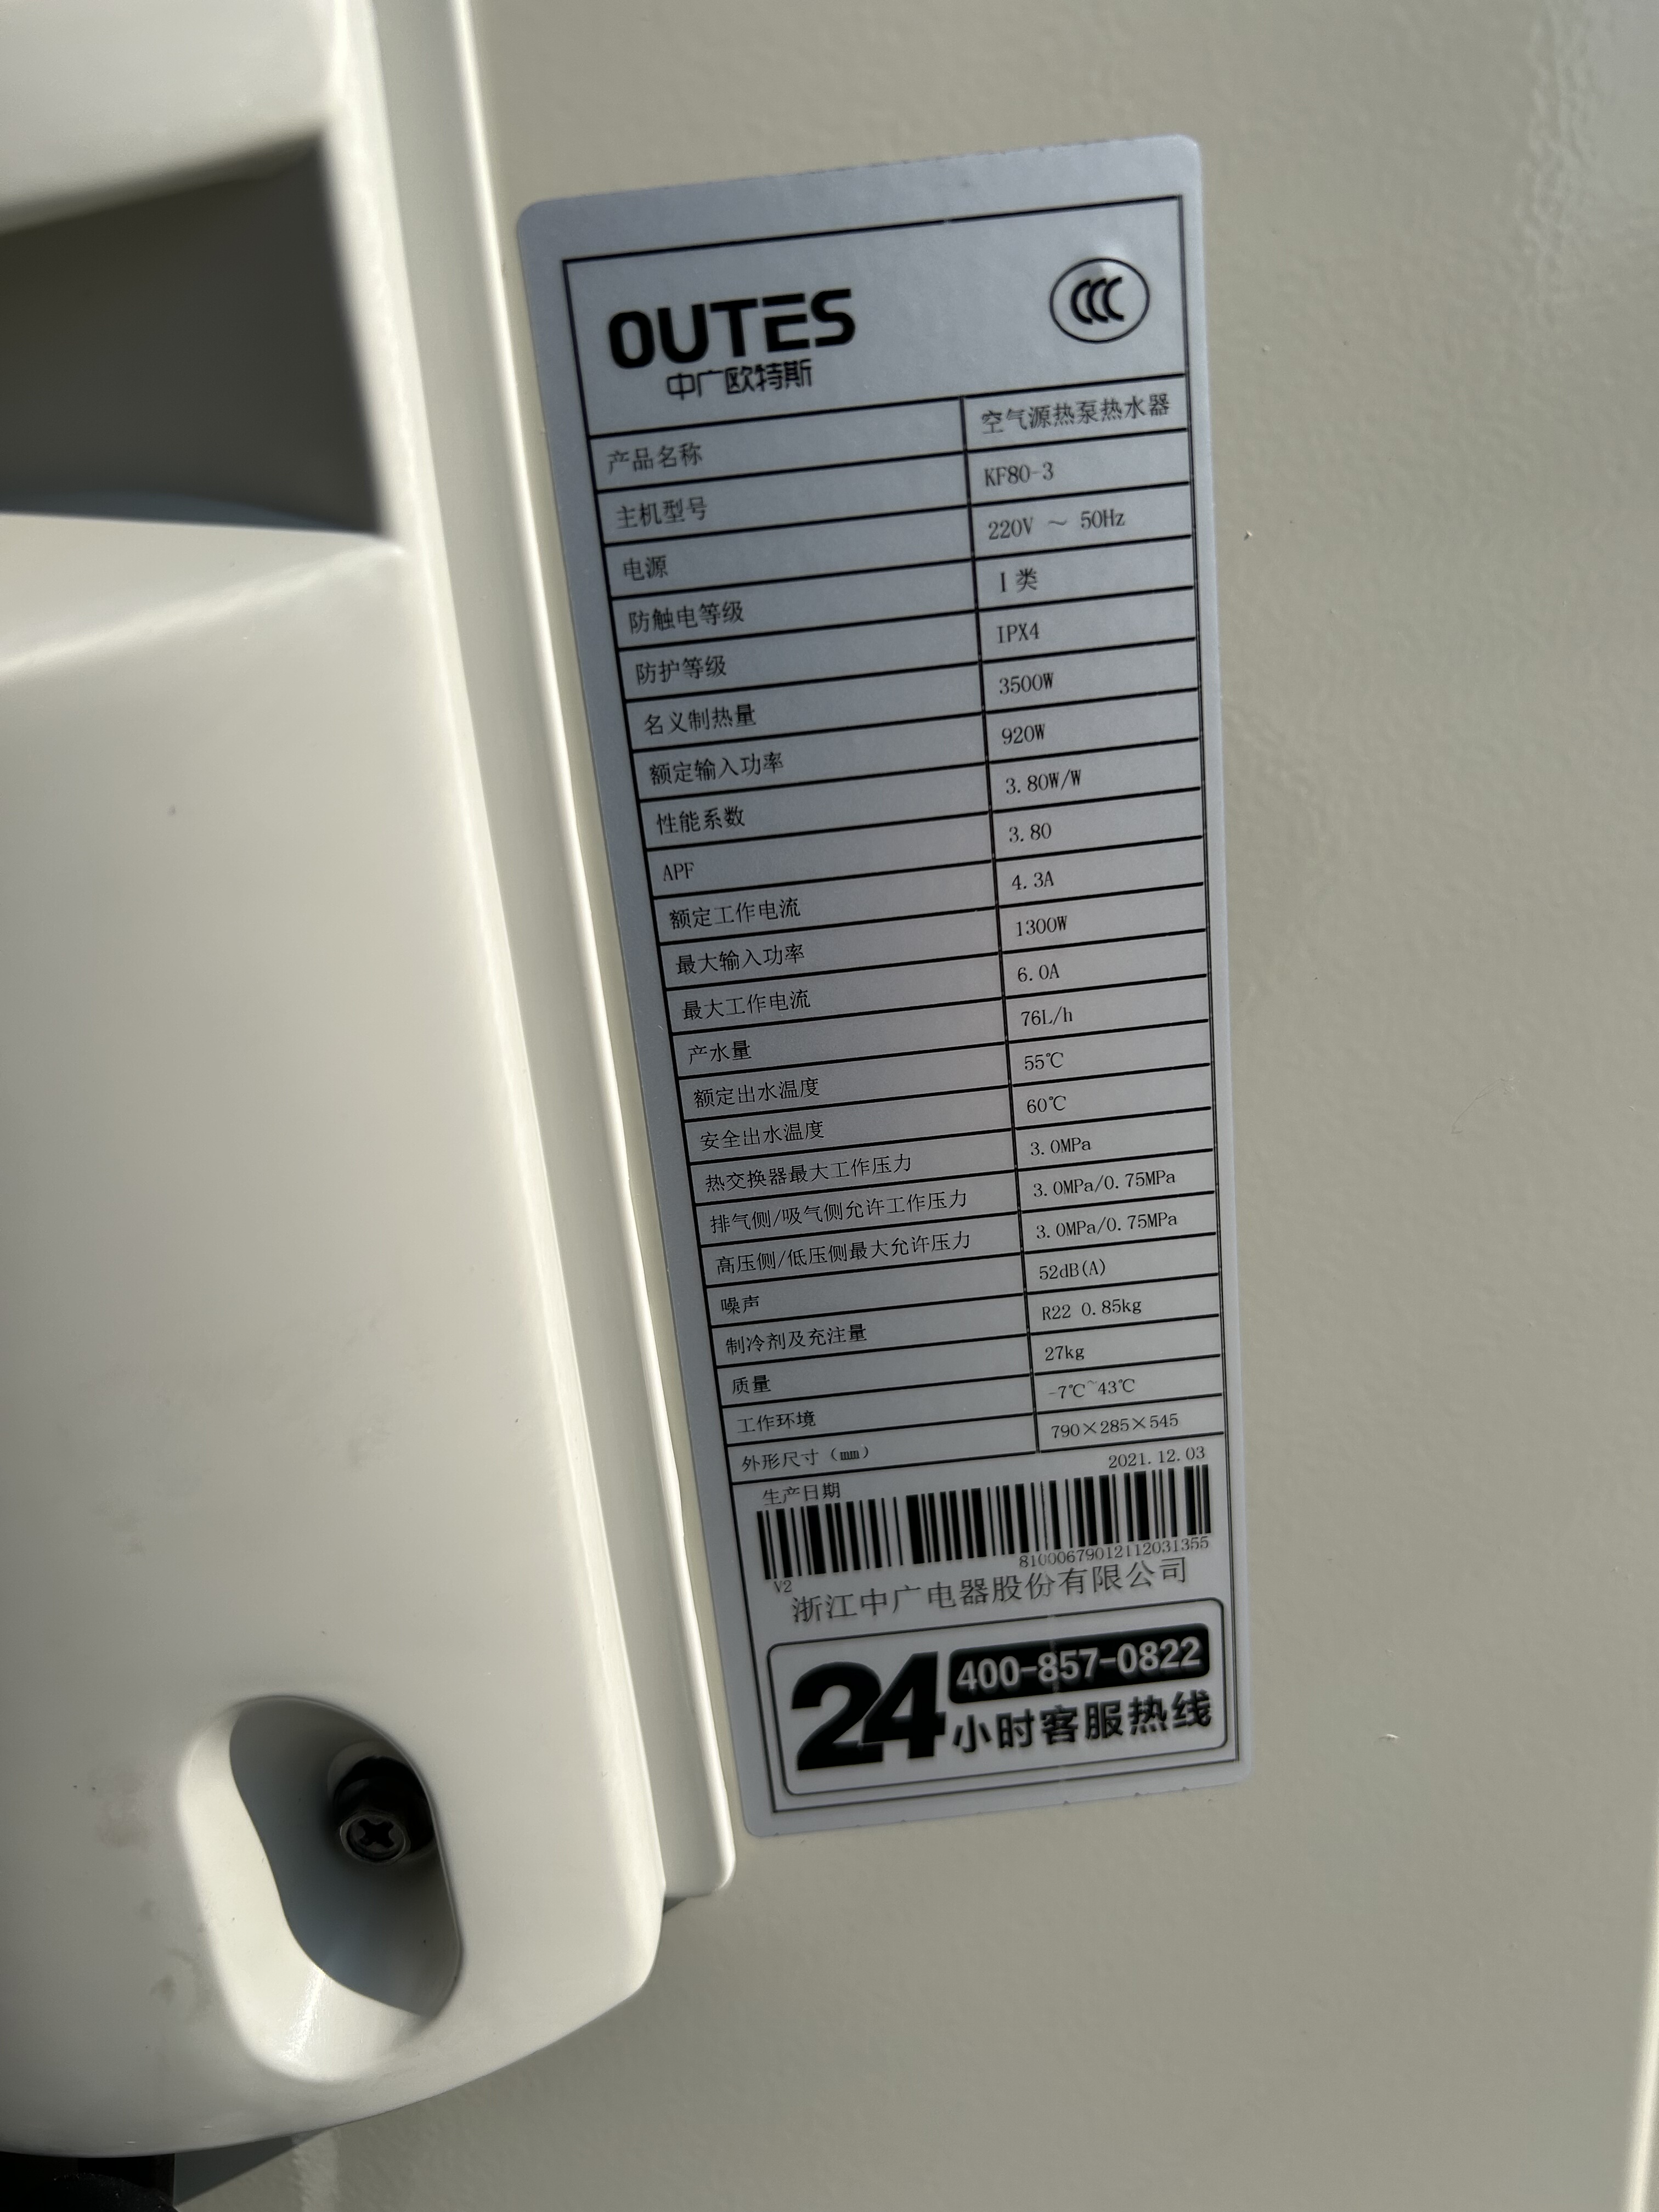 OUTES
中广欧特斯
CCC
产品名称 空气源热泵热水器
主机型号 KF80-3
电源 220V ～ 50Hz
防触电等级 I 类
防护等级 IPX4
名义制热量 3500W
额定输入功率 920W
性能系数 3.80W/W
APF 3.80
额定工作电流 4.3A
最大输入功率 1300W
最大工作电流 6.0A
产水量 76L/h
额定出水温度 55℃
安全出水温度 60℃
热交换器最大工作压力 3.0MPa
排气侧/吸气侧允许工作压力 3.0MPa/0.75MPa
高压侧/低压侧最大允许压力 3.0MPa/0.75MPa
噪声 52dB(A)
制冷剂及充注量 R22 0.85kg
质量 27kg
工作环境 -7℃~43℃
外形尺寸（mm） 790×285×545
生产日期 2021.12.03
V2 81000679012112031355
浙江中广电器股份有限公司
24 400-857-0822
小时客服热线